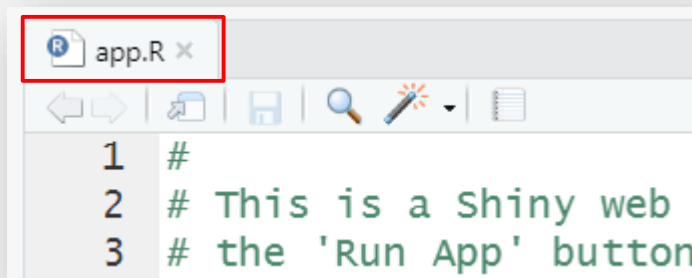 R app.R ×
1 #
2 # This is a Shiny web
3 # the 'Run App' button